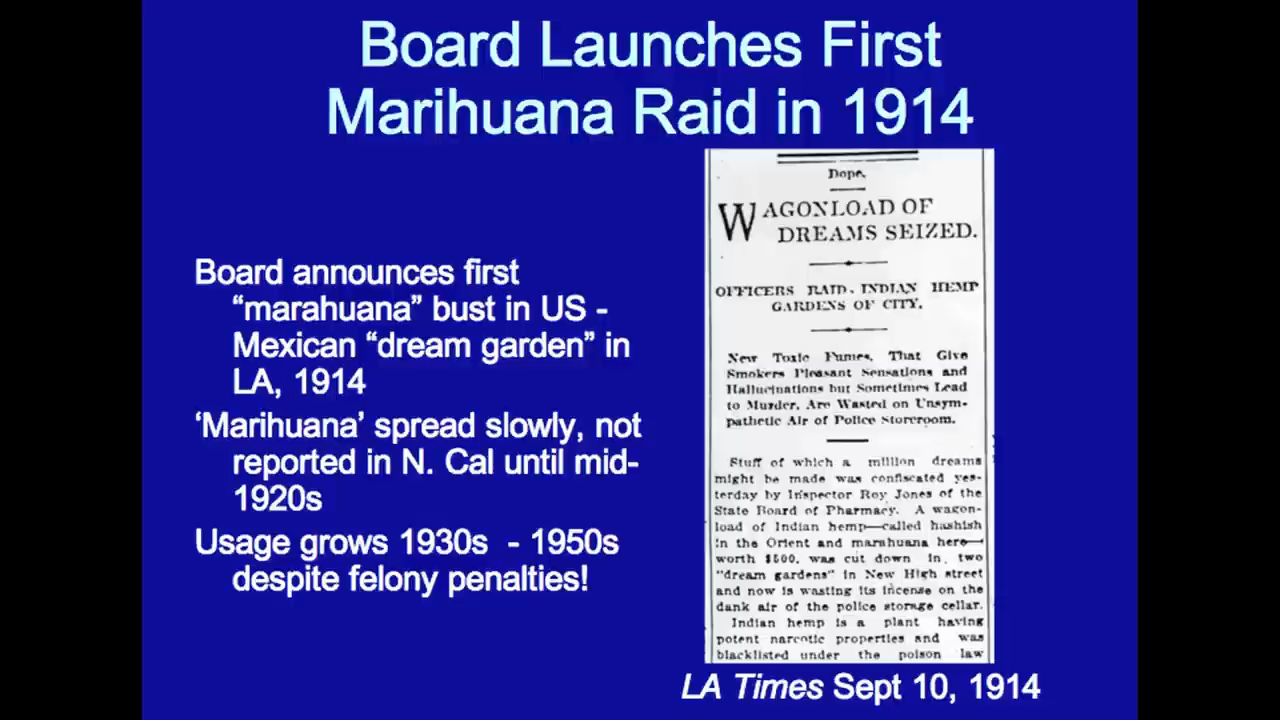 Board Launches First
Marihuana Raid in 1914
Board announces first
“marahuana” bust in US -
Mexican “dream garden” in
LA, 1914
‘Marihuana’ spread slowly, not
reported in N. Cal until mid-
1920s
Usage grows 1930s - 1950s
despite felony penalties!
Dope.
WAGONLOAD OF
DREAMS SEIZED.
OFFICERS RAID. INDIAN HEMP
GARDENS OF CITY.
New Toxic Fumes, That Give
Smokers Pleasant Sensations and
Hallucinations but Sometimes Lead
to Murder, Are Wasted on Unsym-
pathetic Air of Police Storeroom.
Stuff of which a million dreams
might be made was confiscated yes-
terday by Inspector Roy Jones of the
State Board of Pharmacy. A wagon-
load of Indian hemp—called hashish
in the Orient and marahuana here—
worth $500, was cut down in two
"dream gardens" in New High street
and now is wasting its incense on the
dank air of the police storage cellar.
Indian hemp is a plant having
potent narcotic properties and was
blacklisted under the poison law
LA Times Sept 10, 1914